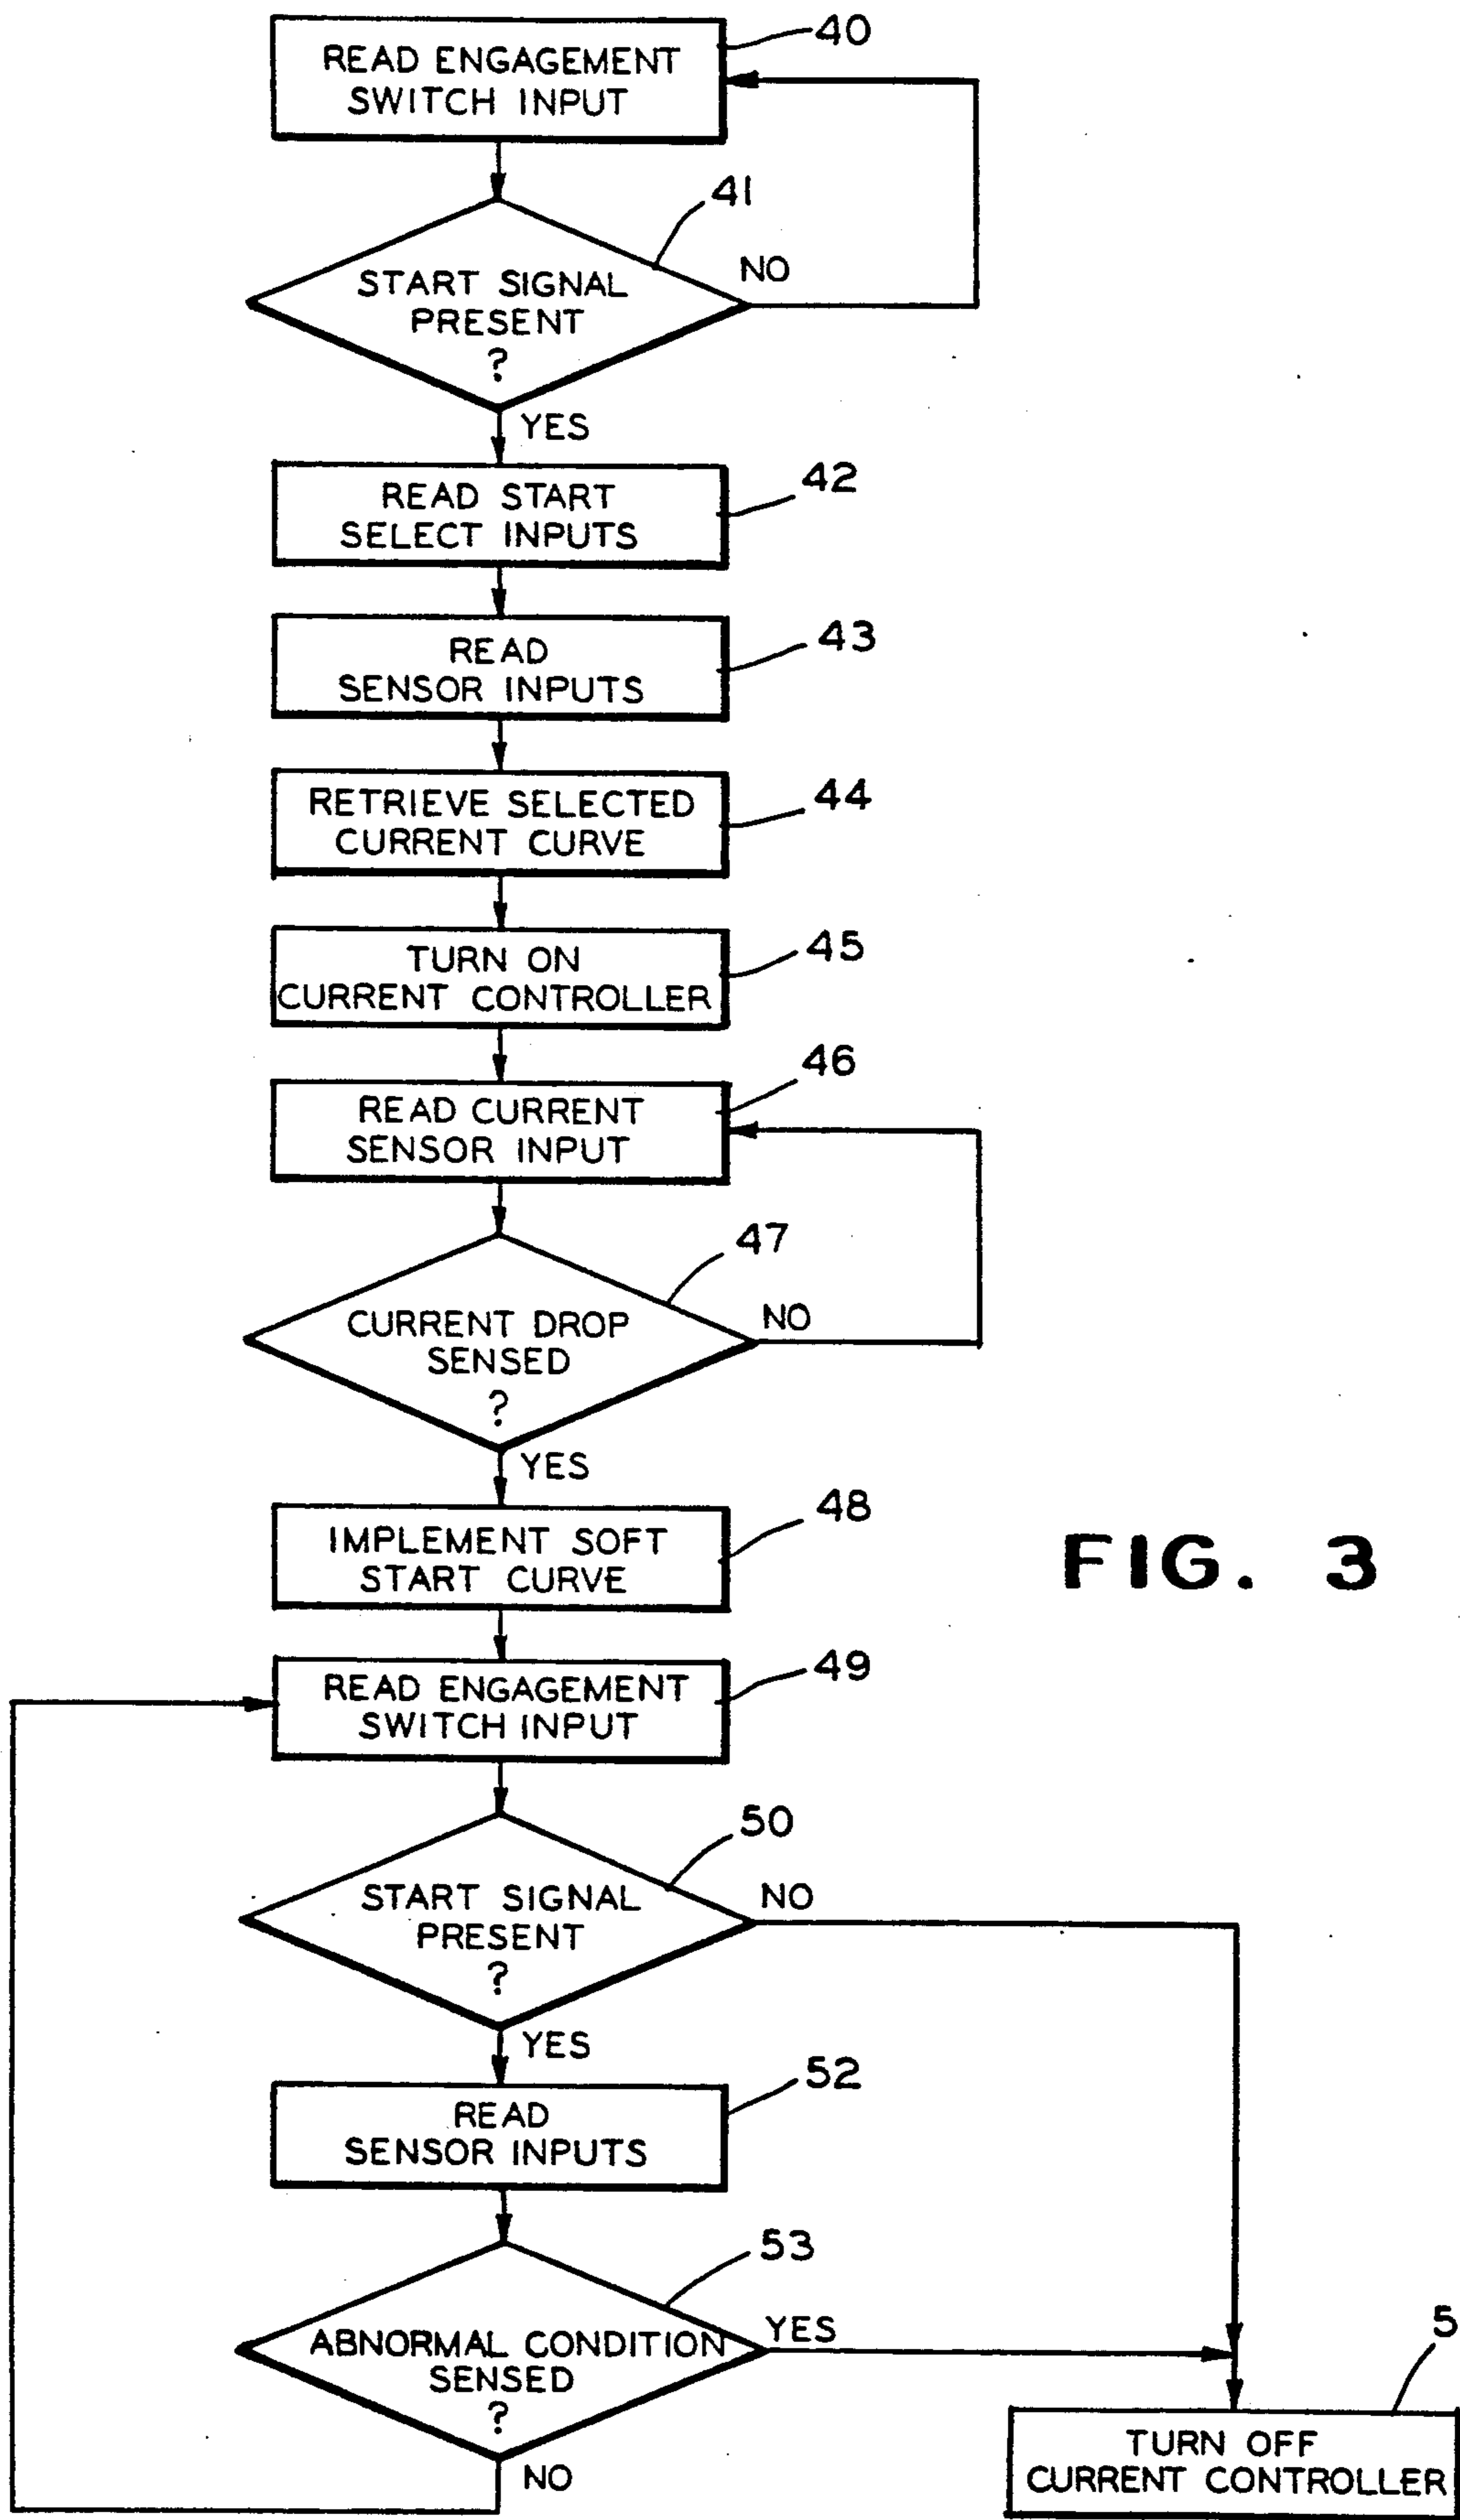 40
READ ENGAGEMENT
SWITCH INPUT
41
START SIGNAL
PRESENT
?
NO
YES
42
READ START
SELECT INPUTS
43
READ
SENSOR INPUTS
44
RETRIEVE SELECTED
CURRENT CURVE
45
TURN ON
CURRENT CONTROLLER
46
READ CURRENT
SENSOR INPUT
47
CURRENT DROP
SENSED
?
NO
YES
48
IMPLEMENT SOFT
START CURVE
FIG. 3
49
READ ENGAGEMENT
SWITCH INPUT
50
START SIGNAL
PRESENT
?
NO
YES
52
READ
SENSOR INPUTS
53
ABNORMAL CONDITION
SENSED
?
YES
NO
5
TURN OFF
CURRENT CONTROLLER